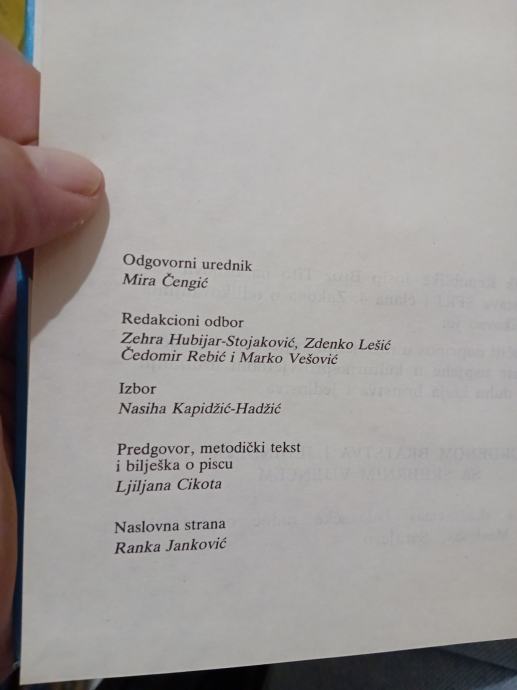 Odgovorni urednik
Mira Čengić
Redakcioni odbor
Zehra Hubijar-Stojaković, Zdenko Lešić
Čedomir Rebić i Marko Vešović
Izbor
Nasiha Kapidžić-Hadžić
Predgovor, metodički tekst
i bilješka o piscu
Ljiljana Cikota
Naslovna strana
Ranka Janković